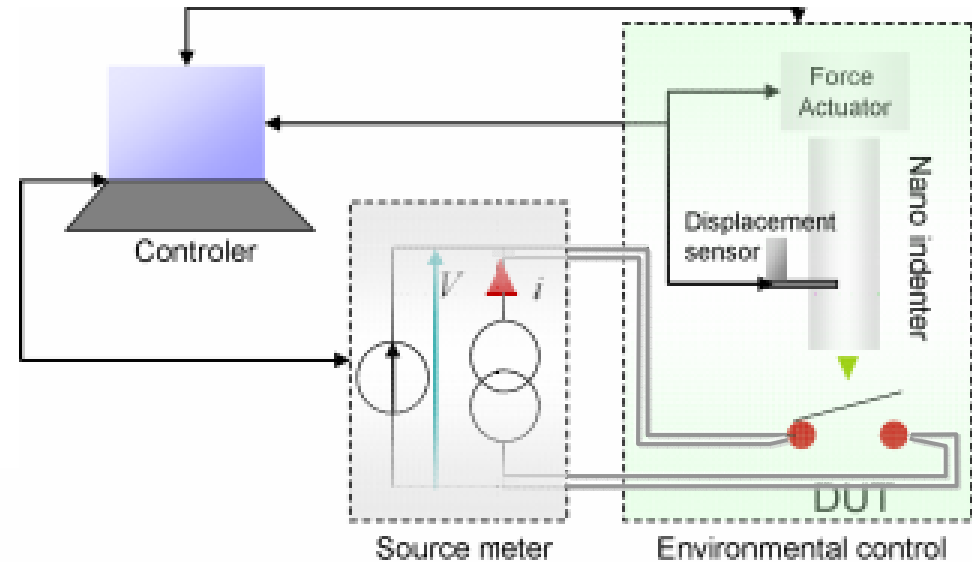 Force
Actuator
Nano indenter
Displacement
sensor
Controler
V
i
DUT
Source meter
Environmental control